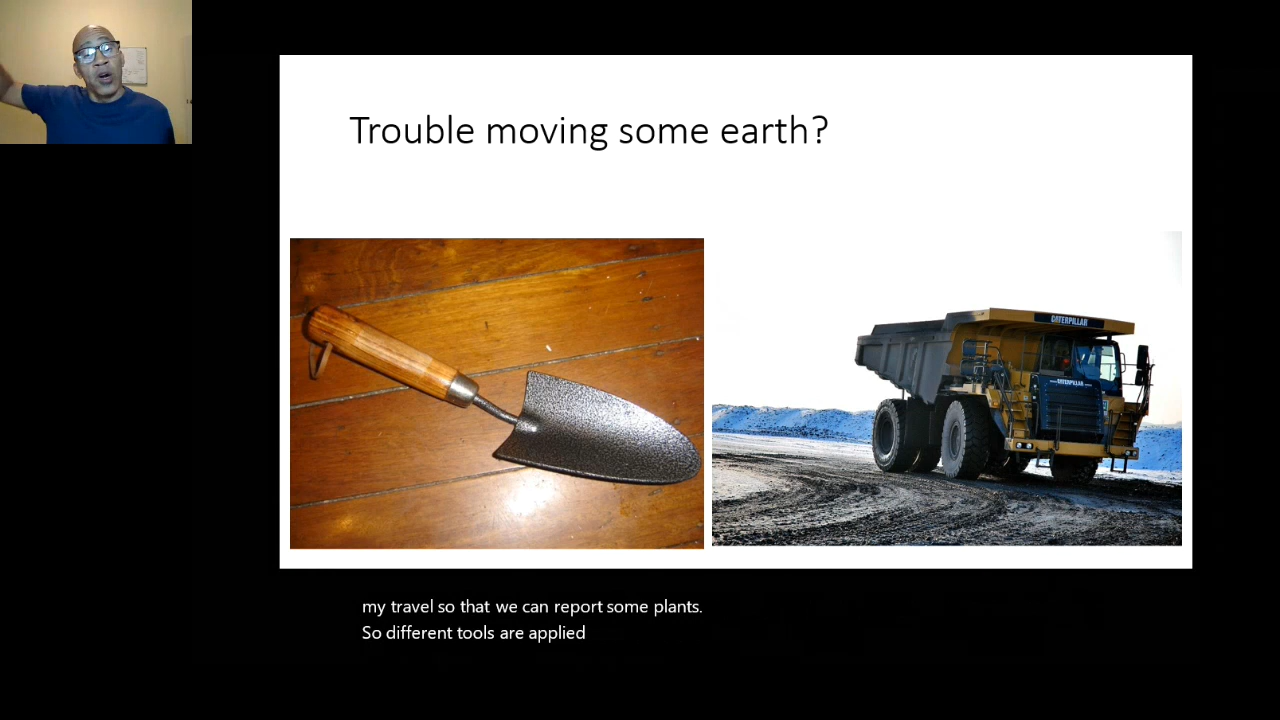 Trouble moving some earth?
CATERPILLAR
CATERPILLAR
my travel so that we can report some plants.
So different tools are applied